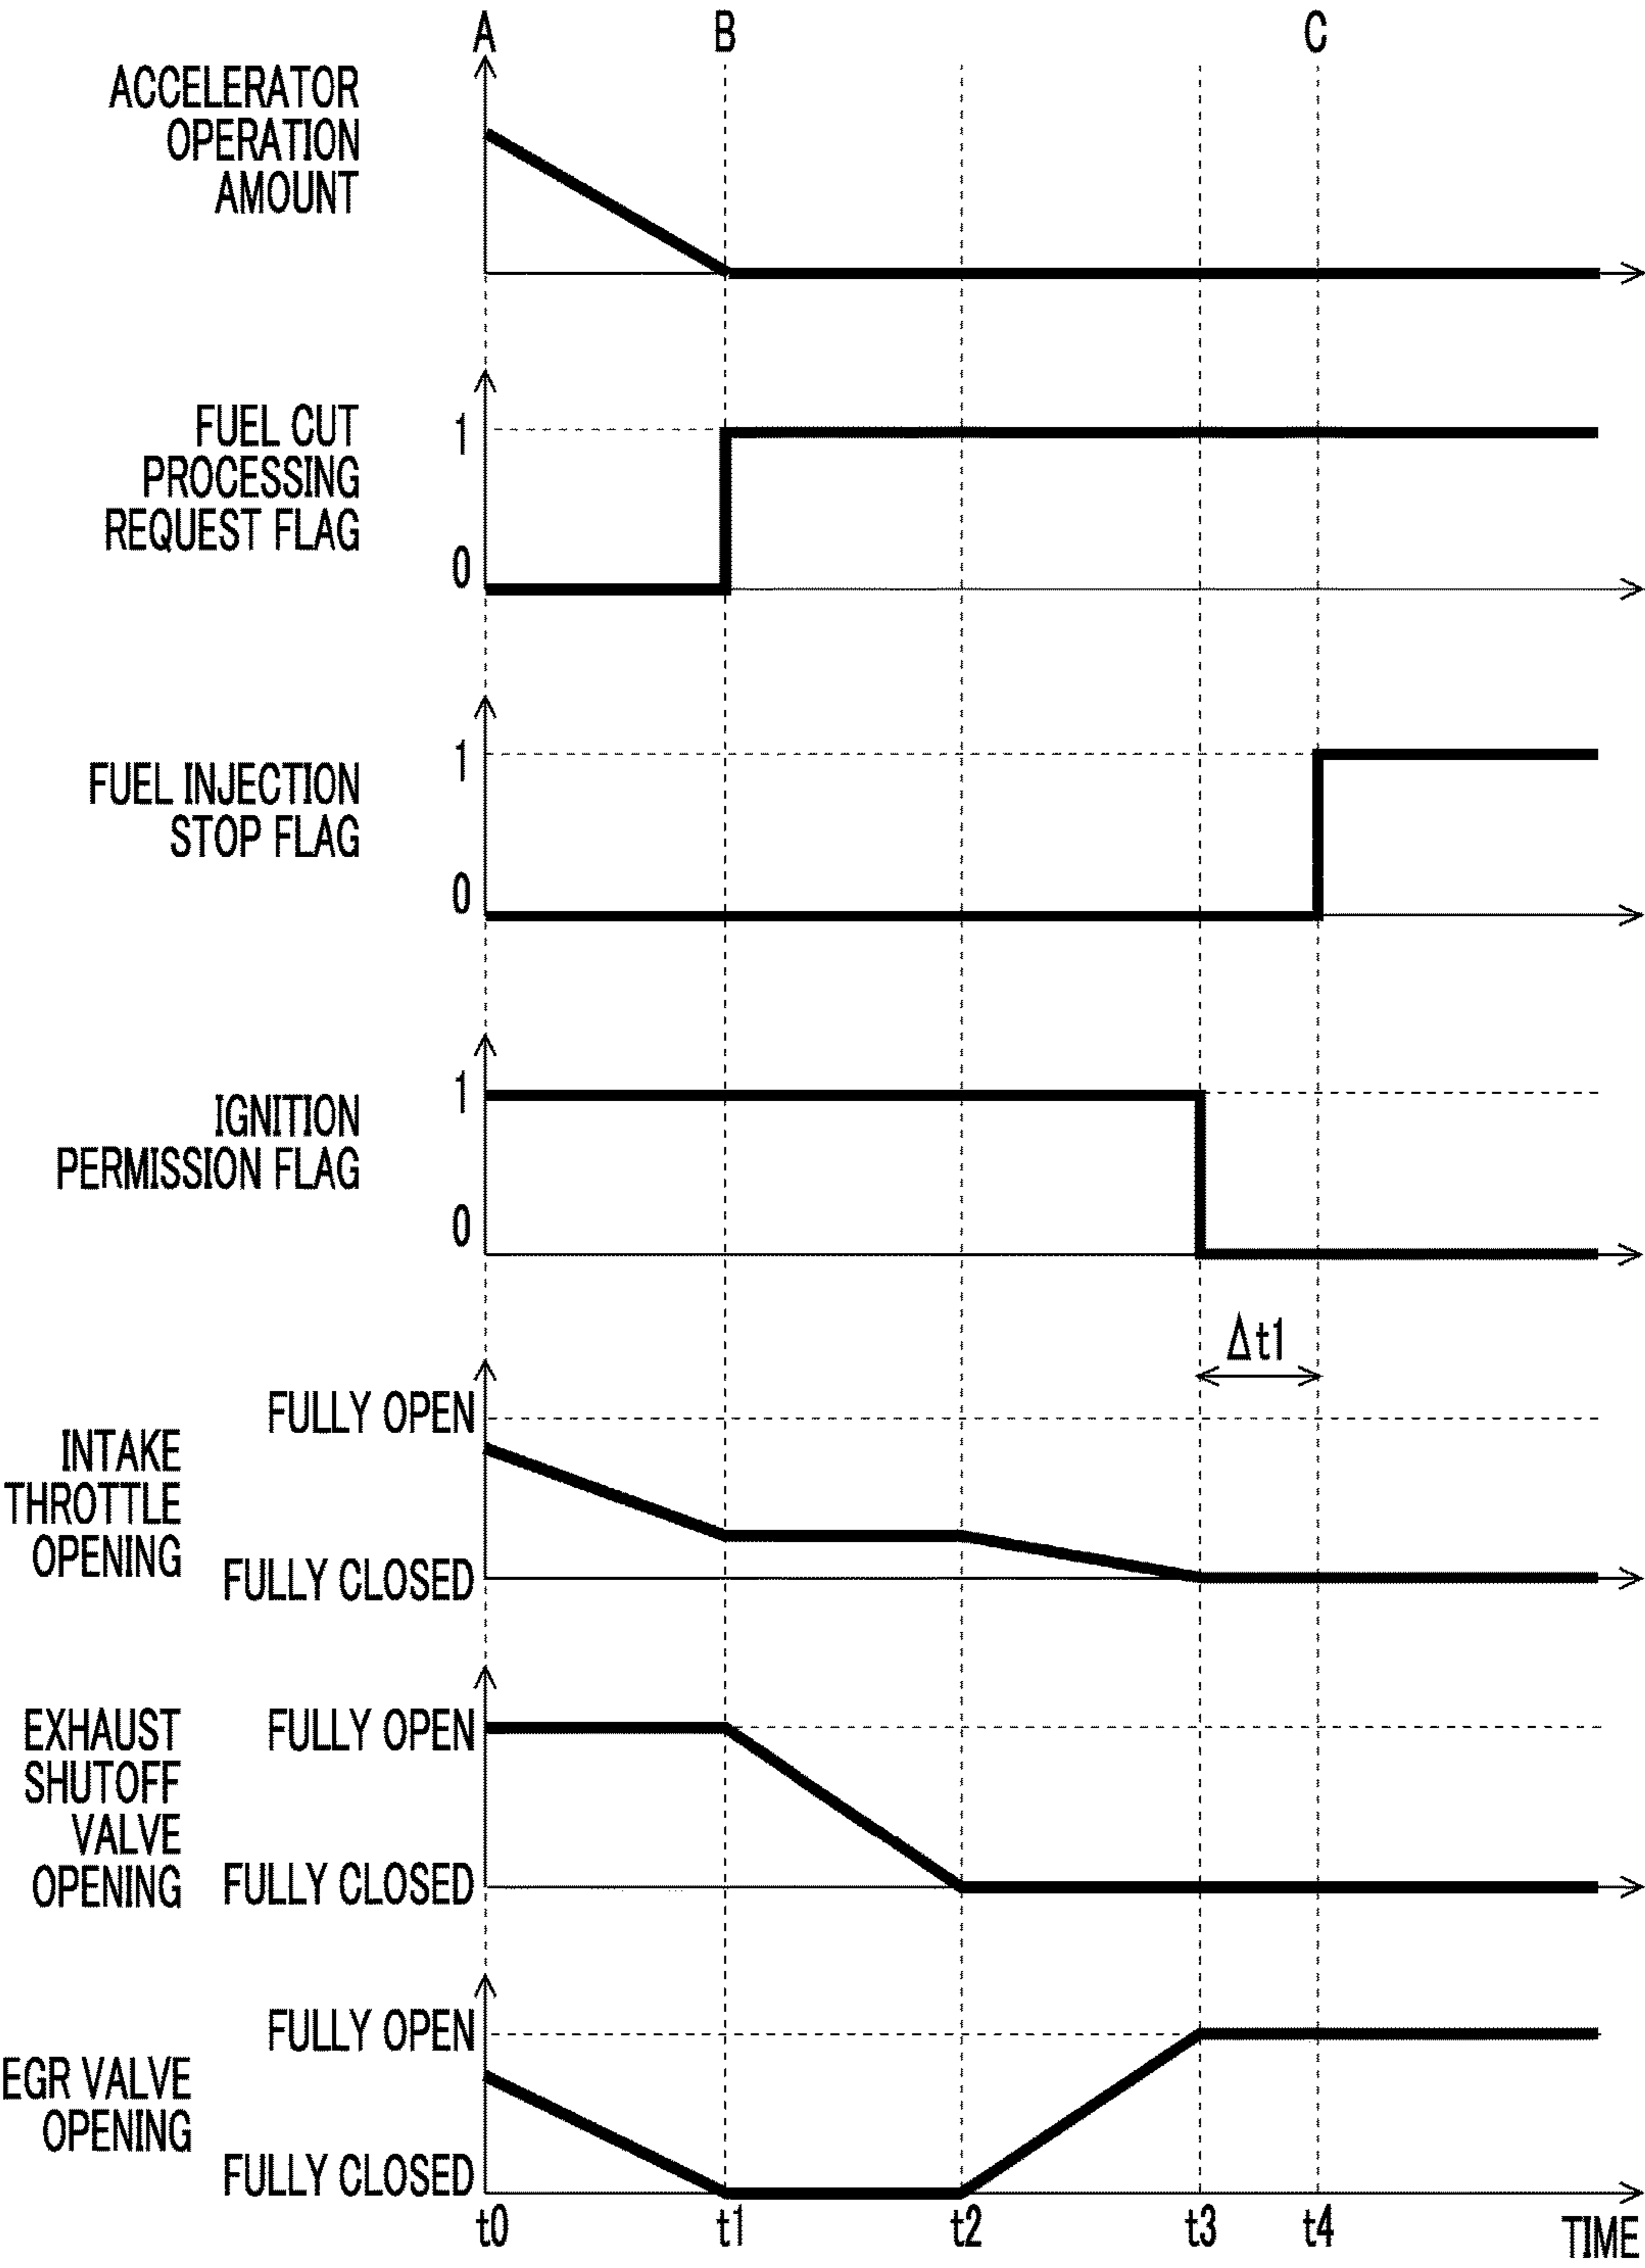 A
B
C
ACCELERATOR
OPERATION
AMOUNT
FUEL CUT
PROCESSING
REQUEST FLAG
1
0
FUEL INJECTION
STOP FLAG
1
0
IGNITION
PERMISSION FLAG
1
0
Δt1
INTAKE
THROTTLE
OPENING
FULLY OPEN
FULLY CLOSED
EXHAUST
SHUTOFF
VALVE
OPENING
FULLY OPEN
FULLY CLOSED
EGR VALVE
OPENING
FULLY OPEN
FULLY CLOSED
t0
t1
t2
t3
t4
TIME